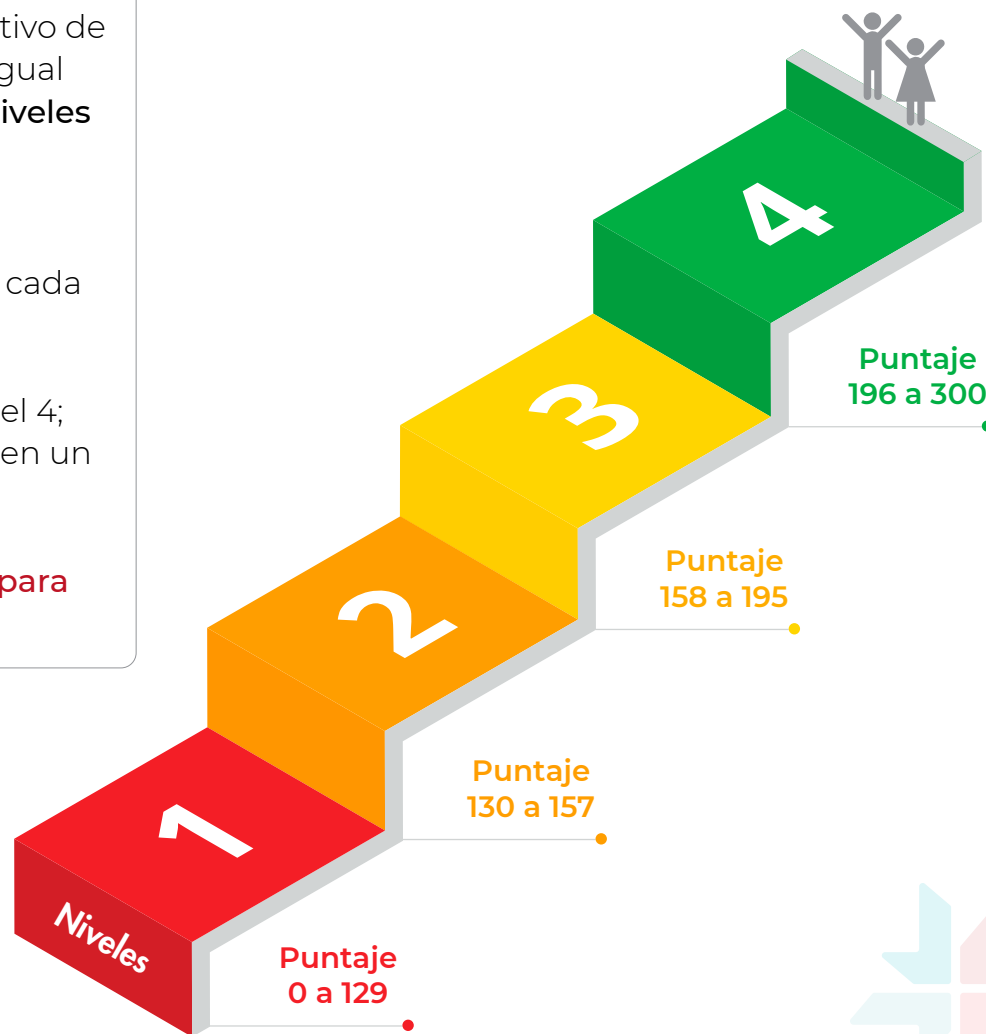 tivo de
gual
iveles
cada
el 4;
en un
para
4
Puntaje
196 a 300
3
Puntaje
158 a 195
2
Puntaje
130 a 157
1
Niveles
Puntaje
0 a 129